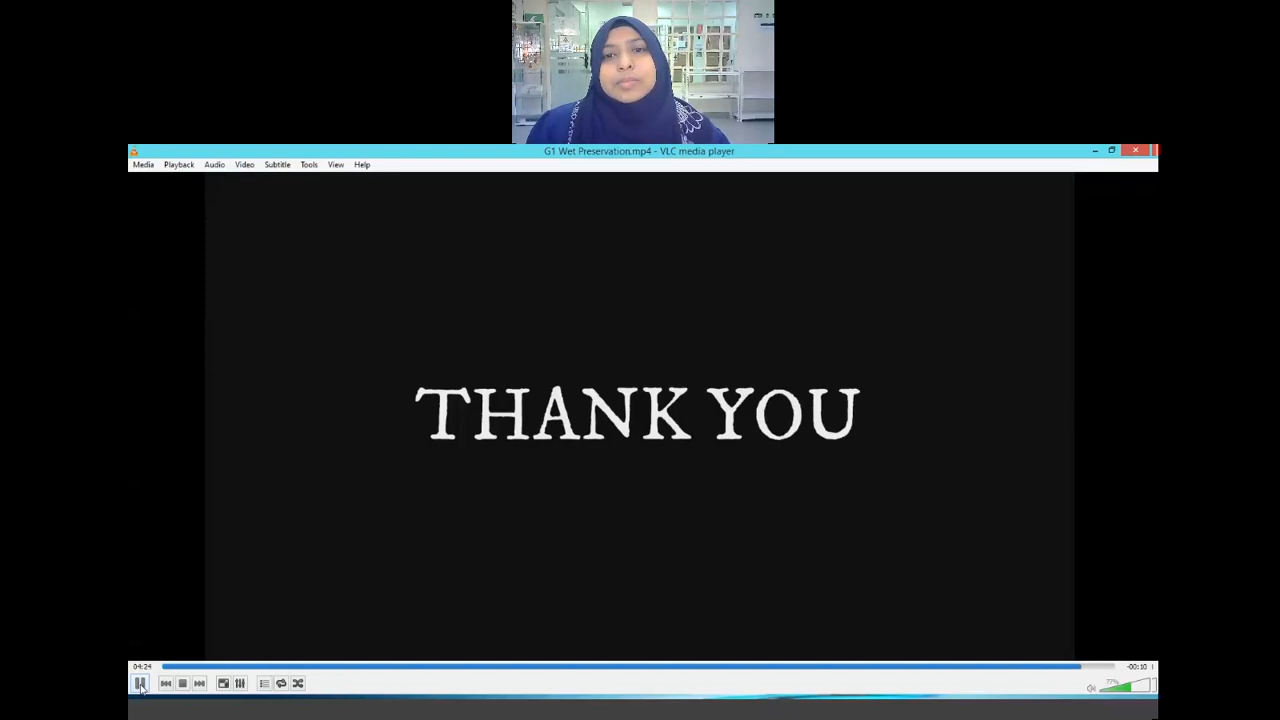 G1 Wet Preservation.mp4 - VLC media player
Media Playback Audio Video Subtitle Tools View Help
THANK YOU
04:24
-00:10
77%